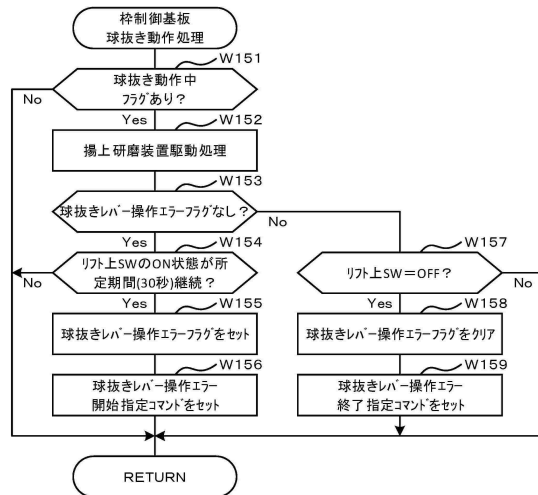 枠制御基板
球抜き動作処理
W151
球抜き動作中
フラグあり？
No
Yes
W152
揚上研磨装置駆動処理
W153
球抜きレバー操作エラーフラグなし？
No
Yes
W154
リフト上SWのON状態が所
定期間(30秒)継続？
No
W157
リフト上SW＝OFF？
No
Yes
W155
球抜きレバー操作エラーフラグをセット
Yes
W158
球抜きレバー操作エラーフラグをクリア
W156
球抜きレバー操作エラー
開始指定コマンドをセット
W159
球抜きレバー操作エラー
終了指定コマンドをセット
RETURN